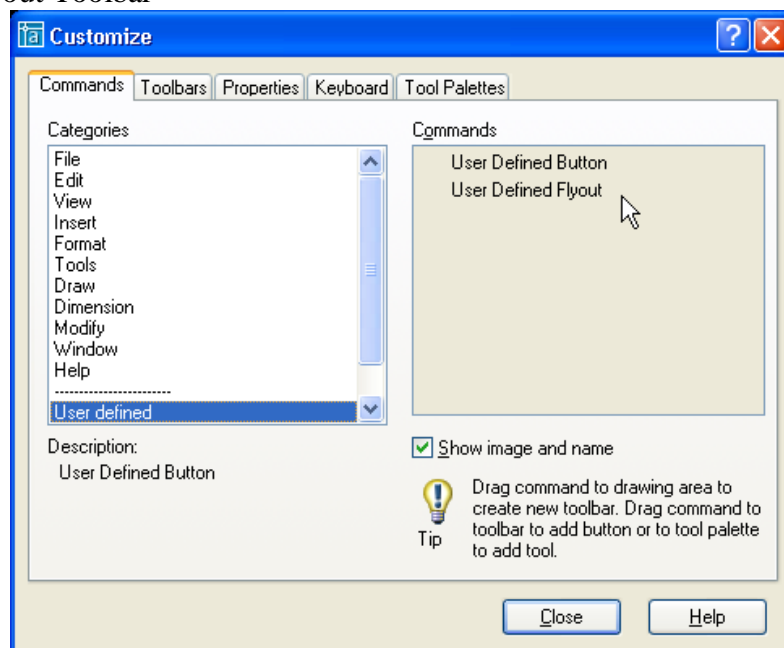 out Toolbar
Customize
Commands Toolbars Properties Keyboard Tool Palettes
Categories
File
Edit
View
Insert
Format
Tools
Draw
Dimension
Modify
Window
Help
-----------------------
User defined
Commands
User Defined Button
User Defined Flyout
Description:
User Defined Button
Show image and name
Tip
Drag command to drawing area to
create new toolbar. Drag command to
toolbar to add button or to tool palette
to add tool.
Close Help